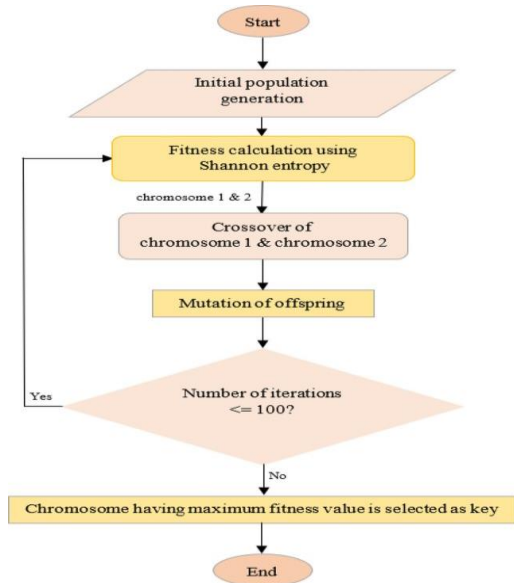 Start
Initial population
generation
Fitness calculation using
Shannon entropy
chromosome 1 & 2
Crossover of
chromosome 1 & chromosome 2
Mutation of offspring
Number of iterations
<= 100?
Yes
No
Chromosome having maximum fitness value is selected as key
End